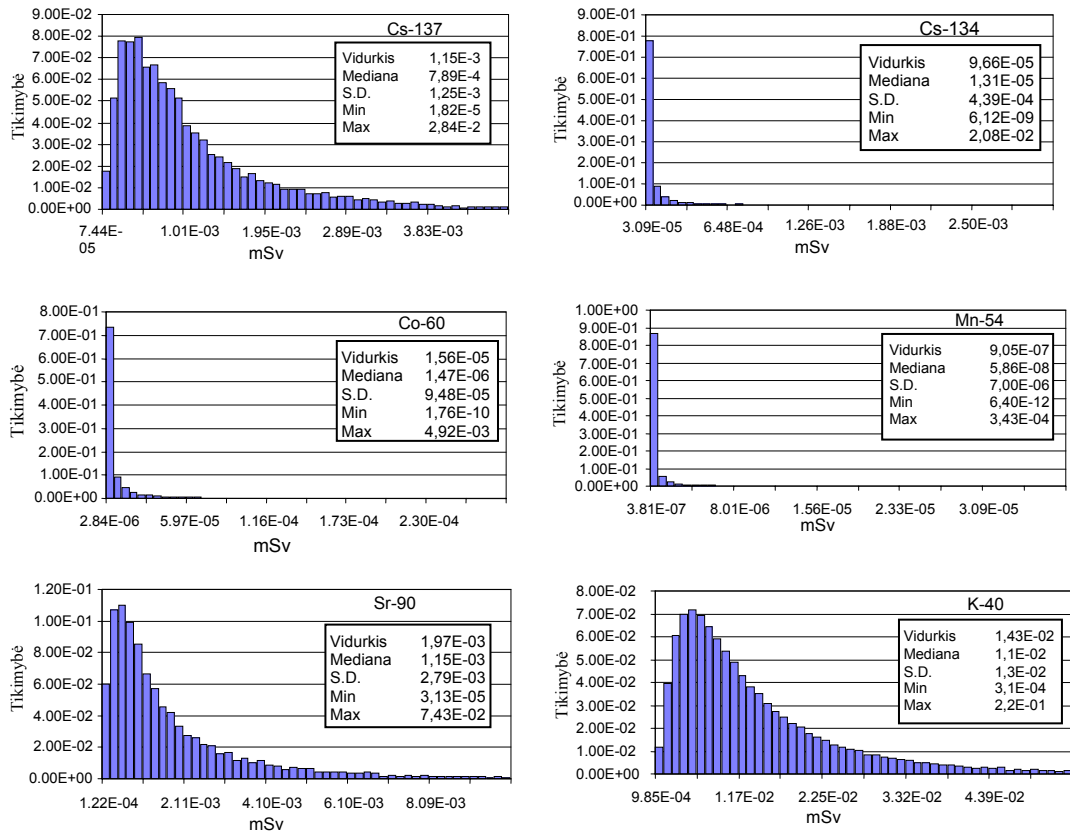 Cs-137
Tikimybė
9.00E-02
8.00E-02
7.00E-02
6.00E-02
5.00E-02
4.00E-02
3.00E-02
2.00E-02
1.00E-02
0.00E+00
Vidurkis 1,15E-3
Mediana 7,89E-4
S.D. 1,25E-3
Min 1,82E-5
Max 2,84E-2
7.44E-05 1.01E-03 1.95E-03 2.89E-03 3.83E-03
mSv
Cs-134
Tikimybė
9.00E-01
8.00E-01
7.00E-01
6.00E-01
5.00E-01
4.00E-01
3.00E-01
2.00E-01
1.00E-01
0.00E+00
Vidurkis 9,66E-05
Mediana 1,31E-05
S.D. 4,39E-04
Min 6,12E-09
Max 2,08E-02
3.09E-05 6.48E-04 1.26E-03 1.88E-03 2.50E-03
mSv
Co-60
Tikimybė
8.00E-01
7.00E-01
6.00E-01
5.00E-01
4.00E-01
3.00E-01
2.00E-01
1.00E-01
0.00E+00
Vidurkis 1,56E-05
Mediana 1,47E-06
S.D. 9,48E-05
Min 1,76E-10
Max 4,92E-03
2.84E-06 5.97E-05 1.16E-04 1.73E-04 2.30E-04
mSv
Mn-54
Tikimybė
1.00E+00
9.00E-01
8.00E-01
7.00E-01
6.00E-01
5.00E-01
4.00E-01
3.00E-01
2.00E-01
1.00E-01
0.00E+00
Vidurkis 9,05E-07
Mediana 5,86E-08
S.D. 7,00E-06
Min 6,40E-12
Max 3,43E-04
3.81E-07 8.01E-06 1.56E-05 2.33E-05 3.09E-05
mSv
Sr-90
Tikimybė
1.20E-01
1.00E-01
8.00E-02
6.00E-02
4.00E-02
2.00E-02
0.00E+00
Vidurkis 1,97E-03
Mediana 1,15E-03
S.D. 2,79E-03
Min 3,13E-05
Max 7,43E-02
1.22E-04 2.11E-03 4.10E-03 6.10E-03 8.09E-03
mSv
K-40
Tikimybė
8.00E-02
7.00E-02
6.00E-02
5.00E-02
4.00E-02
3.00E-02
2.00E-02
1.00E-02
0.00E+00
Vidurkis 1,43E-02
Mediana 1,1E-02
S.D. 1,3E-02
Min 3,1E-04
Max 2,2E-01
9.85E-04 1.17E-02 2.25E-02 3.32E-02 4.39E-02
mSv